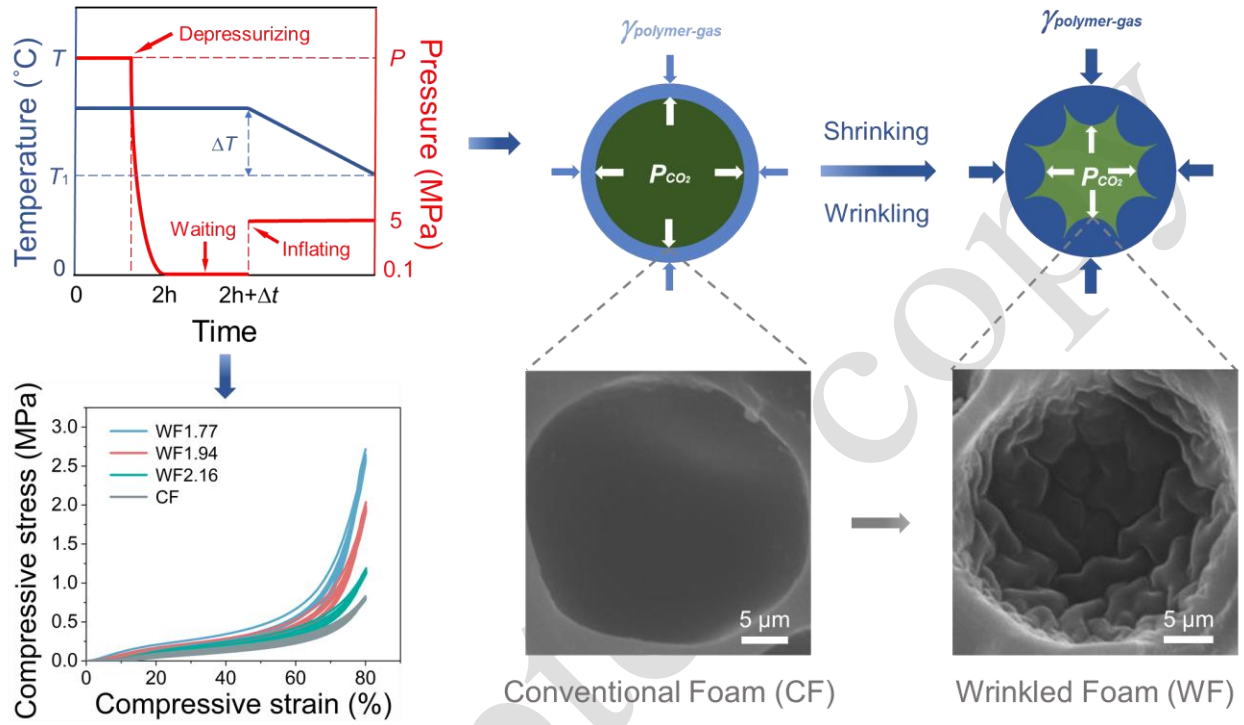 Temperature (°C)
T
T1
0
Depressurizing
ΔT
Waiting
Inflating
P
5
0.1
Pressure (MPa)
0
2h
2h+Δt
Time
γpolymer-gas
PCO2
Shrinking
Wrinkling
γpolymer-gas
PCO2
Compressive stress (MPa)
3.0
2.5
2.0
1.5
1.0
0.5
0.0
WF1.77
WF1.94
WF2.16
CF
0
20
40
60
80
Compressive strain (%)
5 μm
Conventional Foam (CF)
5 μm
Wrinkled Foam (WF)
copy